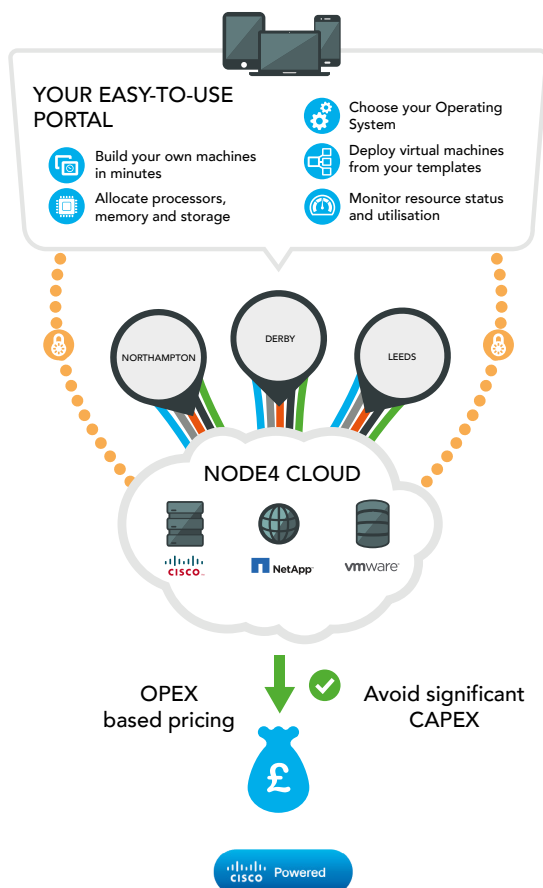 YOUR EASY-TO-USE
PORTAL
Build your own machines
in minutes
Allocate processors,
memory and storage
Choose your Operating
System
Deploy virtual machines
from your templates
Monitor resource status
and utilisation
NORTHAMPTON
DERBY
LEEDS
NODE4 CLOUD
CISCO™
NetApp™
vmware®
OPEX
based pricing
Avoid significant
CAPEX
£
CISCO Powered